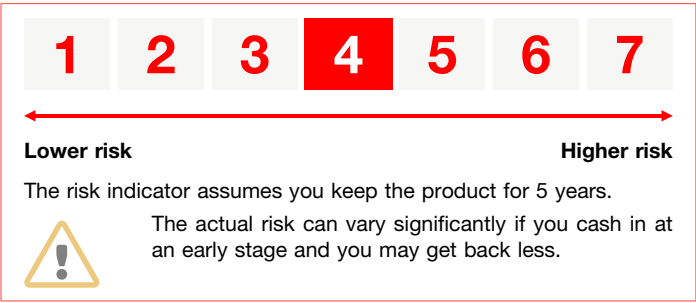 1 2 3 4 5 6 7
Lower risk Higher risk
The risk indicator assumes you keep the product for 5 years.
The actual risk can vary significantly if you cash in at
an early stage and you may get back less.